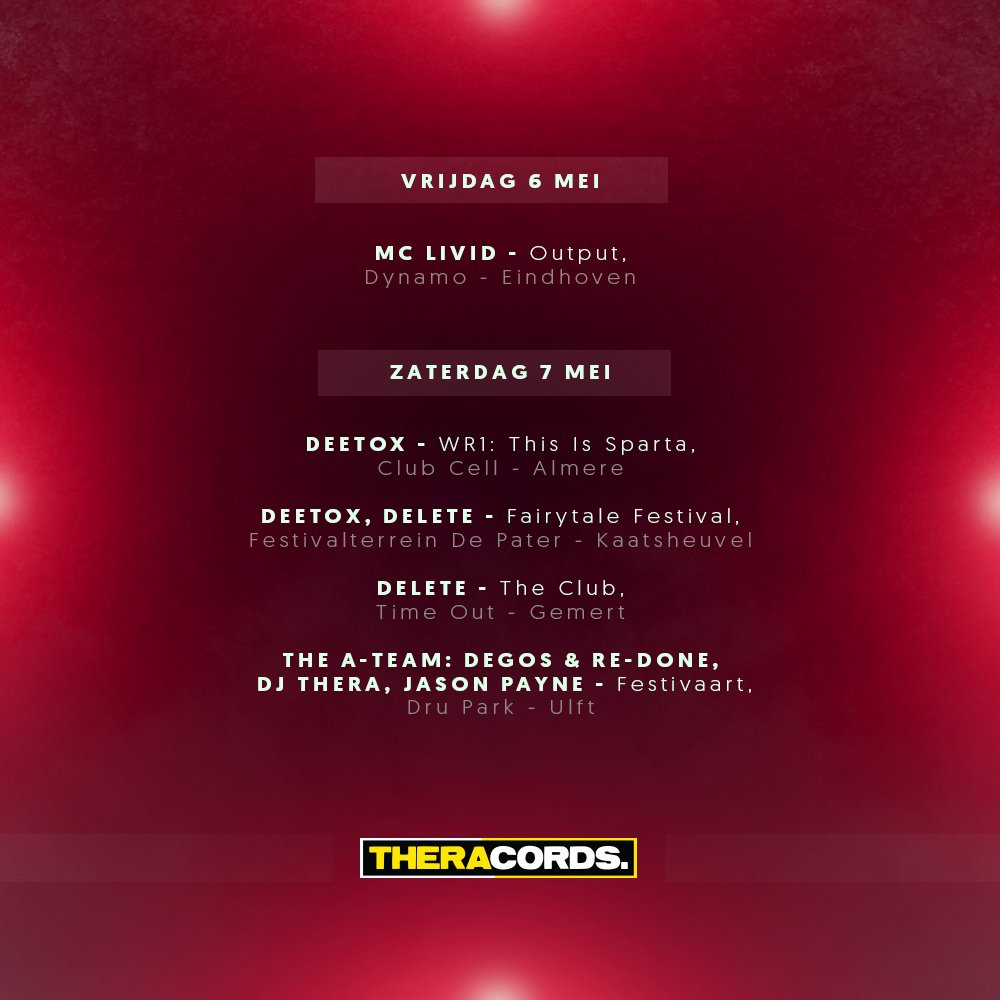 VRIJDAG 6 MEI
MC LIVID - Output,
Dynamo - Eindhoven
ZATERDAG 7 MEI
DEETOX - WR1: This Is Sparta,
Club Cell - Almere
DEETOX, DELETE - Fairytale Festival,
Festivalterrein De Pater - Kaatsheuvel
DELETE - The Club,
Time Out - Gemert
THE A-TEAM: DEGOS & RE-DONE,
DJ THERA, JASON PAYNE - Festivaart,
Dru Park - Ulft
THERACORDS.